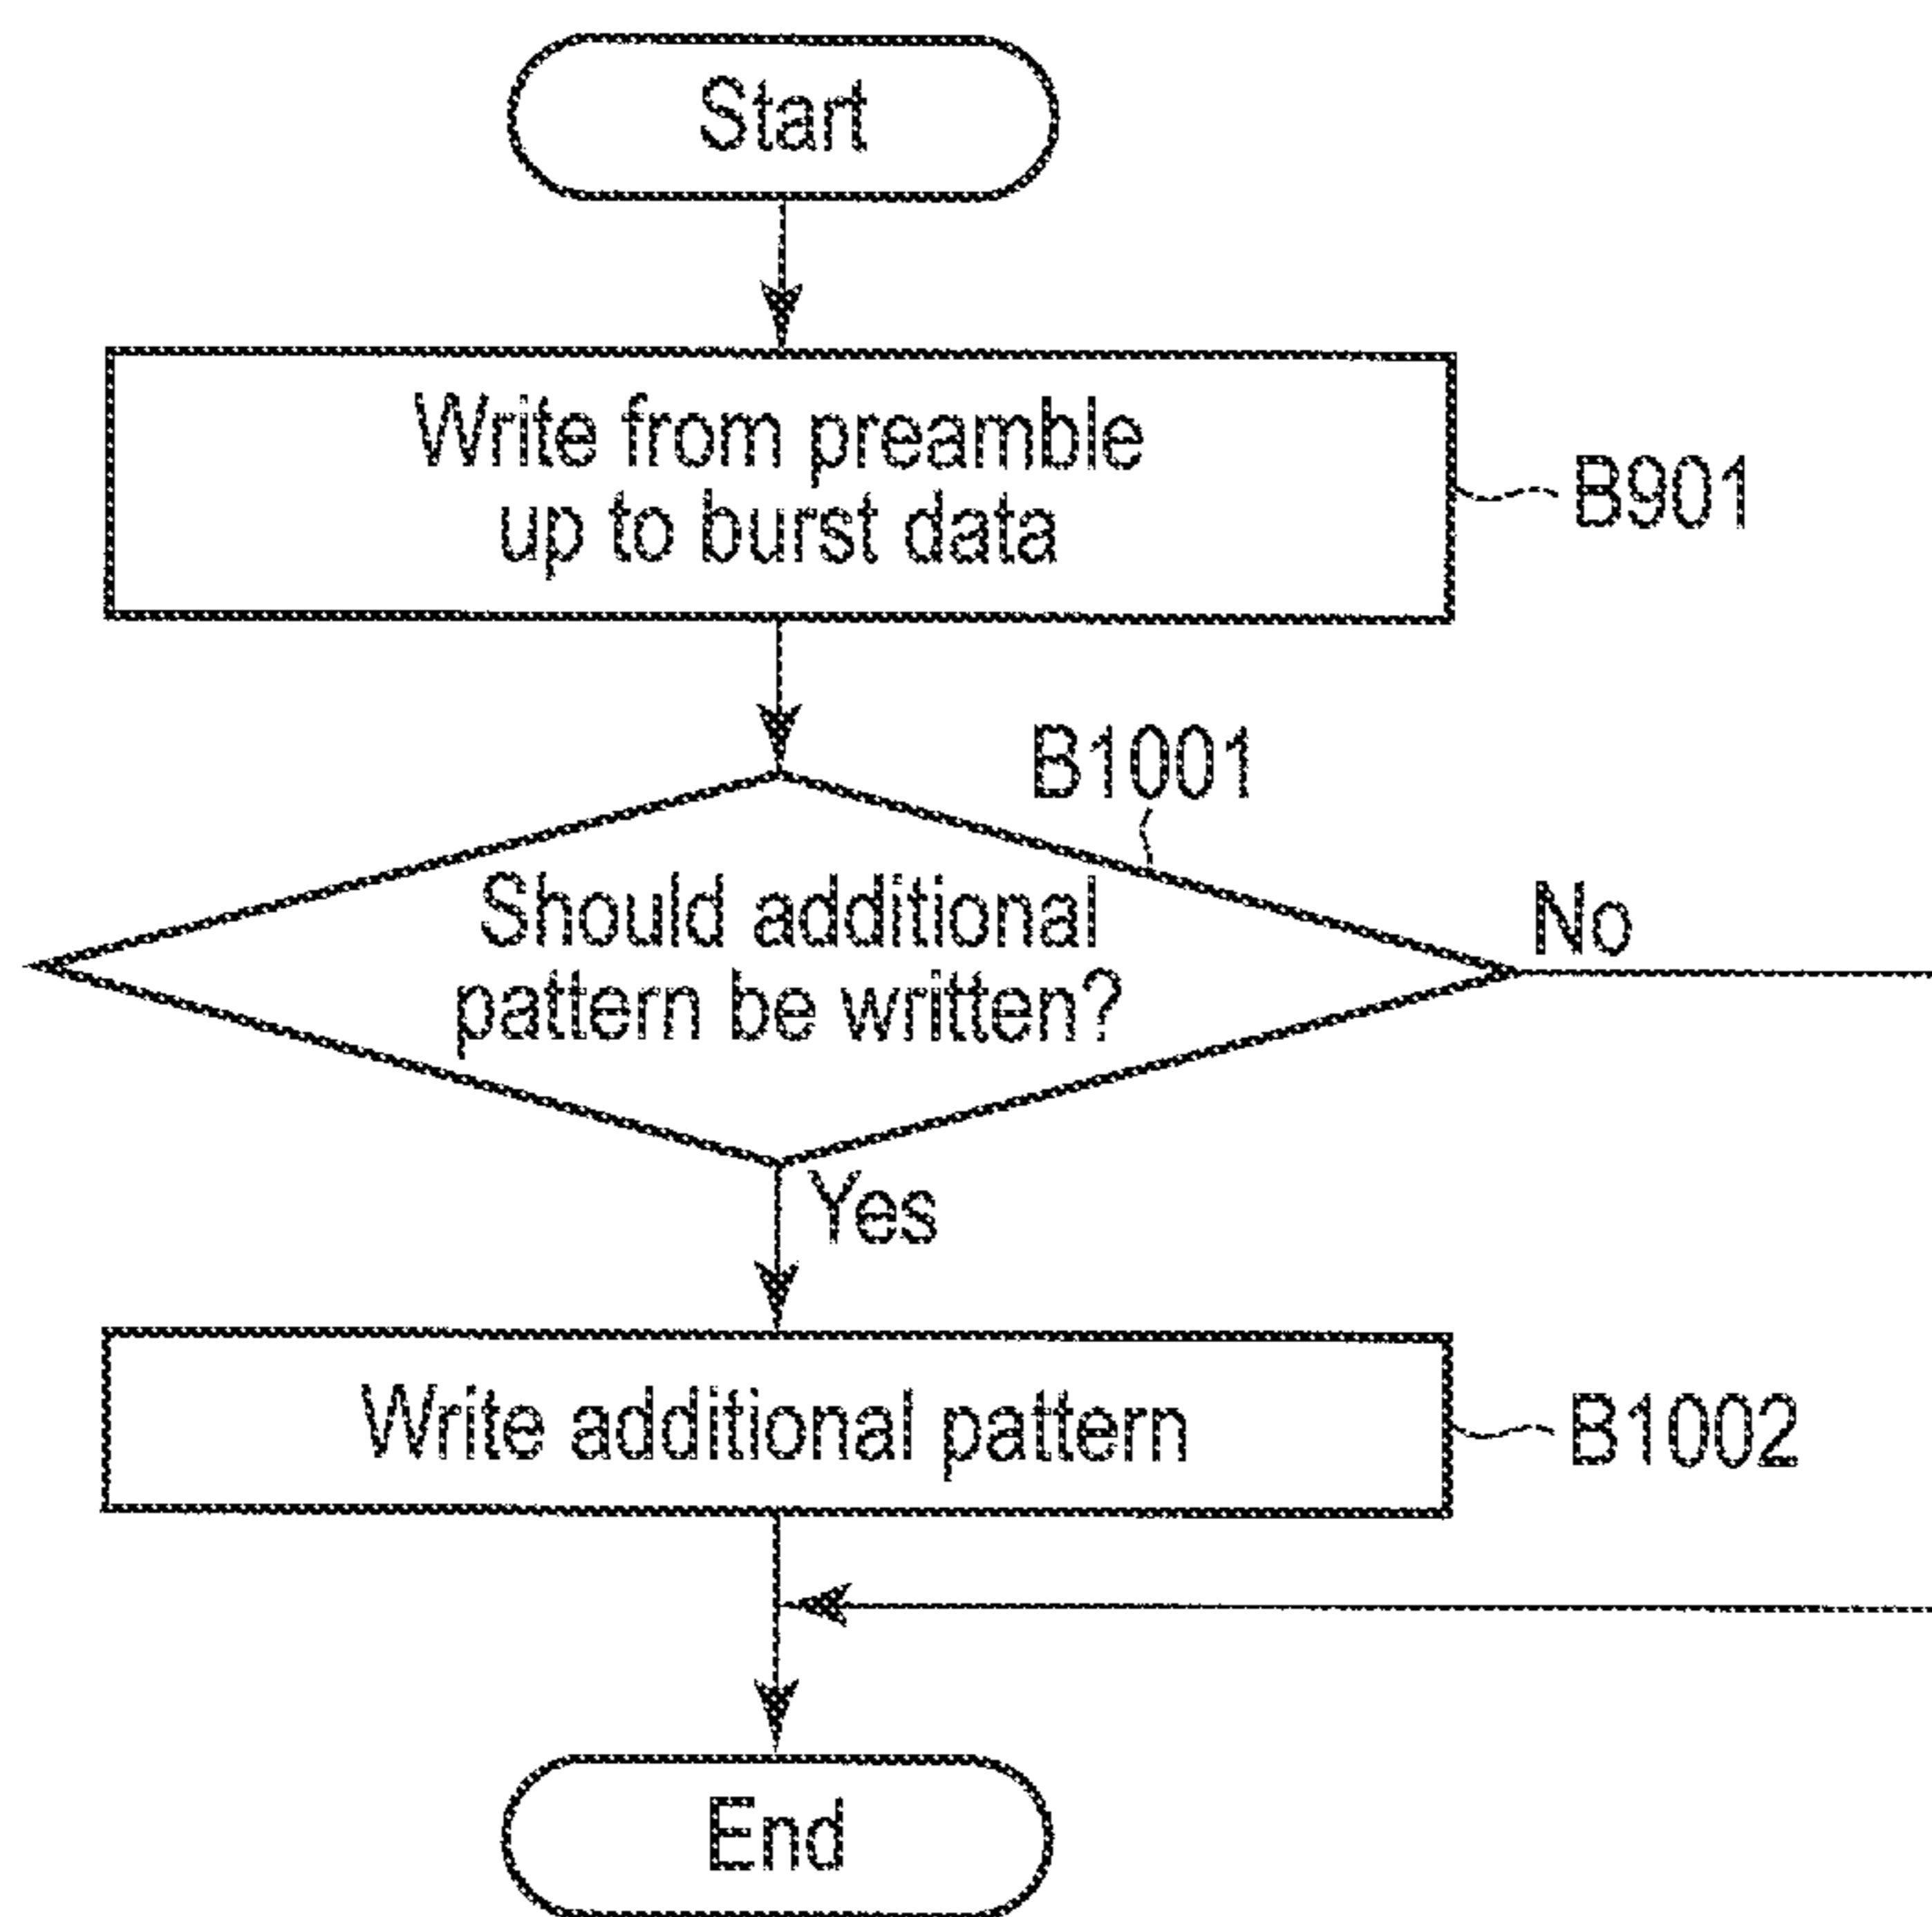 Start
Write from preamble
up to burst data
B901
B1001
Should additional
pattern be written?
No
Yes
Write additional pattern
B1002
End